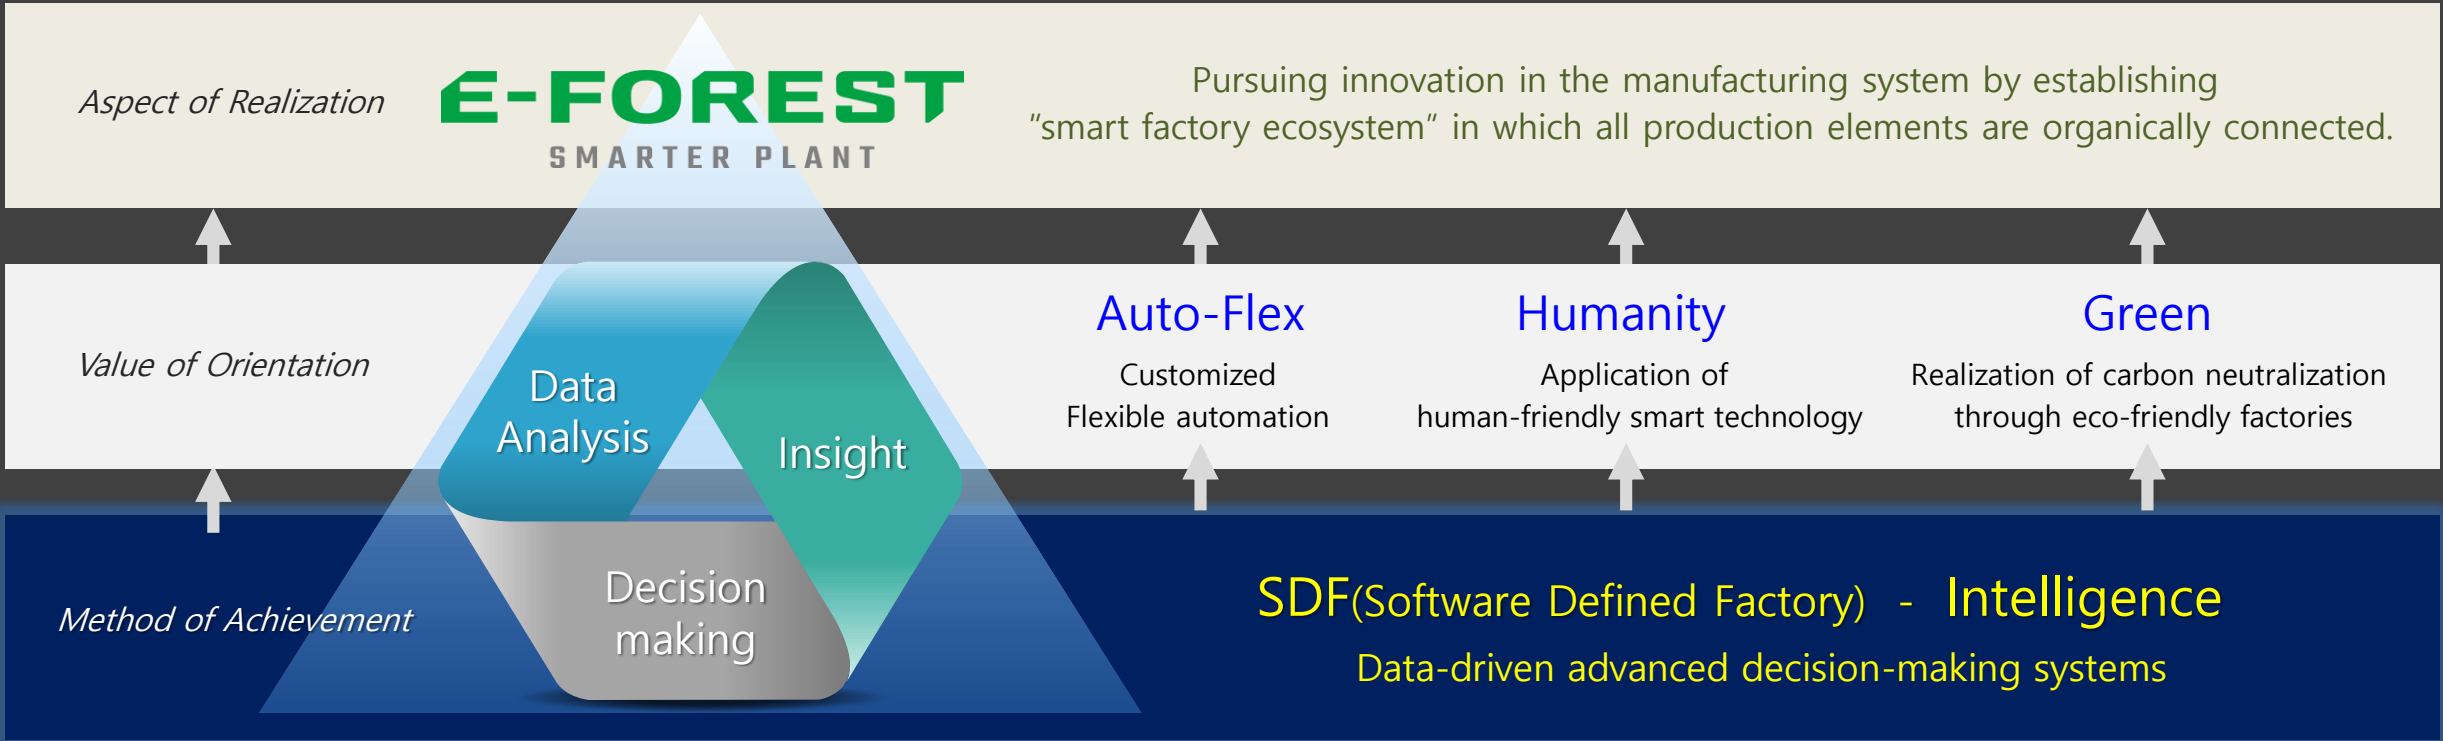 Aspect of Realization
E-FOREST
SMARTER PLANT
Pursuing innovation in the manufacturing system by establishing
"smart factory ecosystem" in which all production elements are organically connected.
Value of Orientation
Data
Analysis
Insight
Decision
making
Auto-Flex
Customized
Flexible automation
Humanity
Application of
human-friendly smart technology
Green
Realization of carbon neutralization
through eco-friendly factories
Method of Achievement
SDF(Software Defined Factory) - Intelligence
Data-driven advanced decision-making systems